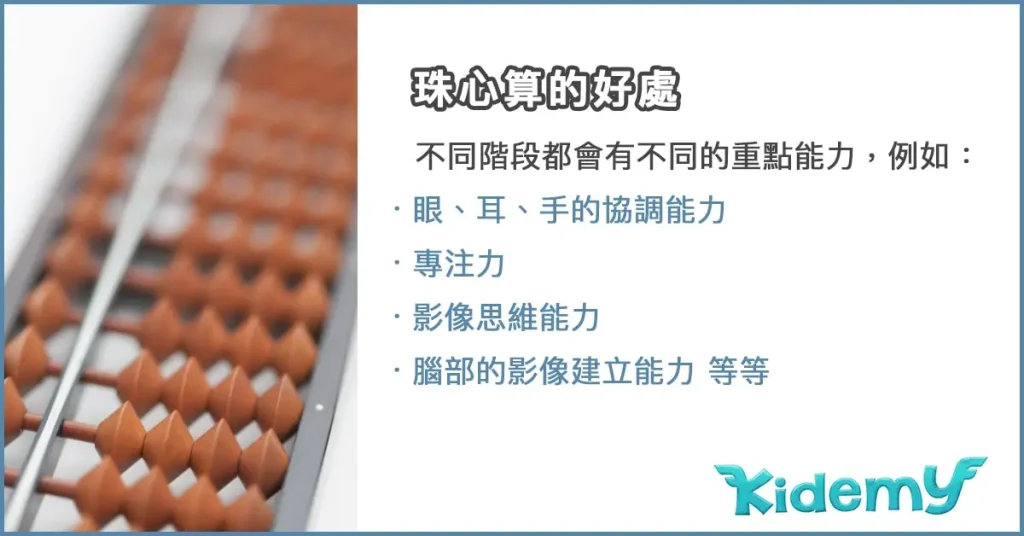 珠心算的好處
不同階段都會有不同的重點能力，例如：
·眼、耳、手的協調能力
·專注力
·影像思維能力
·腦部的影像建立能力 等等
Kidemy